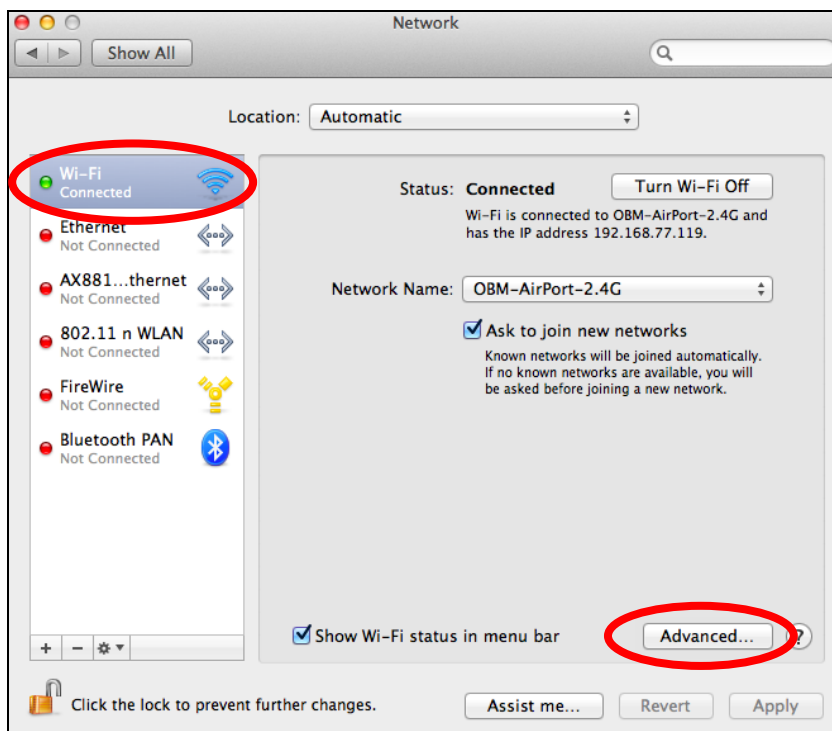 Network
Show All
Location: Automatic
Wi-Fi
Connected
Ethernet
Not Connected
AX881...thernet
Not Connected
802.11 n WLAN
Not Connected
FireWire
Not Connected
Bluetooth PAN
Not Connected
Status: Connected Turn Wi-Fi Off
Wi-Fi is connected to OBM-AirPort-2.4G and
has the IP address 192.168.77.119.
Network Name: OBM-AirPort-2.4G
Ask to join new networks
Known networks will be joined automatically.
If no known networks are available, you will
be asked before joining a new network.
Show Wi-Fi status in menu bar Advanced... ?
Click the lock to prevent further changes.
Assist me... Revert Apply